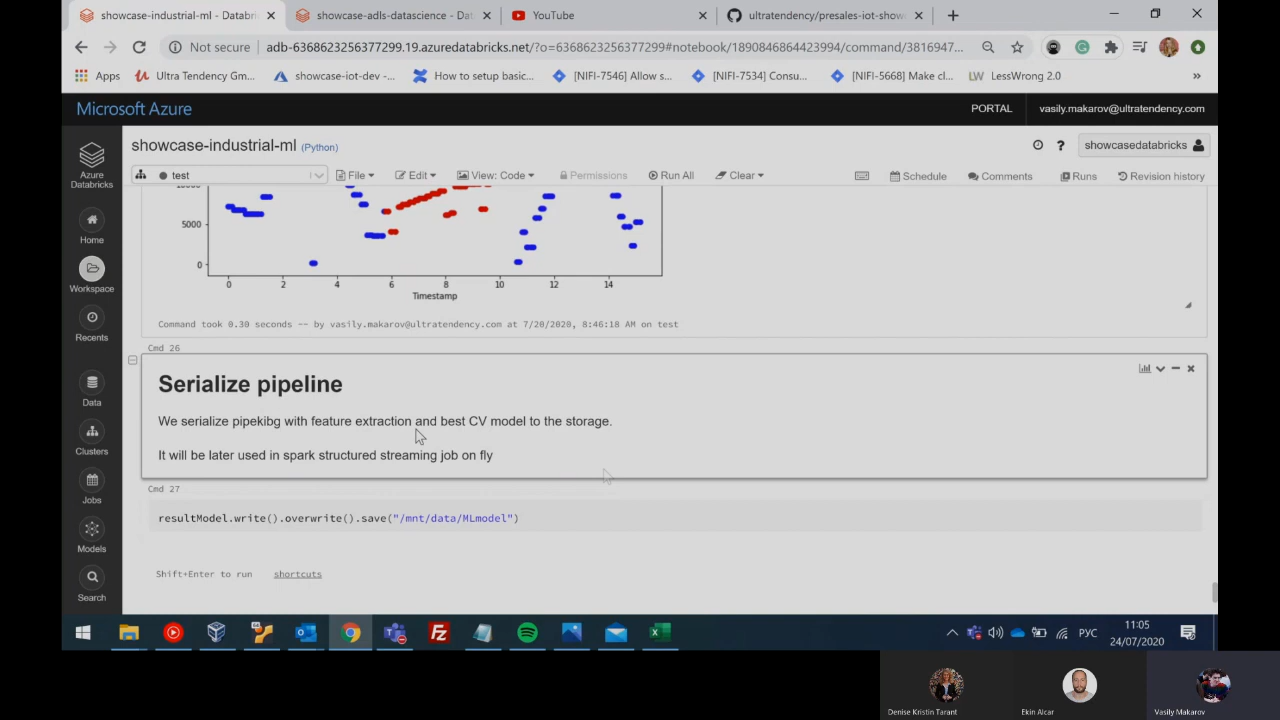 showcase-industrial-ml - Databri
showcase-adls-datascience - Dat
YouTube
ultratendency/presales-iot-show
Not secure
adb-6368623256377299.19.azuredatabricks.net/?o=6368623256377299#notebook/1890846864423994/command/3816947...
Apps
Ultra Tendency Gm...
showcase-iot-dev -...
How to setup basic...
[NIFI-7546] Allow s...
[NIFI-7534] Consu...
[NIFI-5668] Make cl...
LW LessWrong 2.0
»
Microsoft Azure
PORTAL
vasily.makarov@ultratendency.com
Azure Databricks
Home
Workspace
Recents
Data
Clusters
Jobs
Models
Search
showcase-industrial-ml (Python)
showcasedatabricks
test
File
Edit
View: Code
Permissions
Run All
Clear
Schedule
Comments
Runs
Revision history
5000
0
0 2 4 6 8 10 12 14
Timestamp
Command took 0.30 seconds -- by vasily.makarov@ultratendency.com at 7/20/2020, 8:46:18 AM on test
Cmd 26
Serialize pipeline
We serialize pipekibg with feature extraction and best CV model to the storage.
It will be later used in spark structured streaming job on fly
Cmd 27
resultModel.write().overwrite().save("/mnt/data/MLmodel")
Shift+Enter to run shortcuts
РУС
11:05
24/07/2020
Denise Kristin Tarant
Ekin Alcar
Vasily Makarov